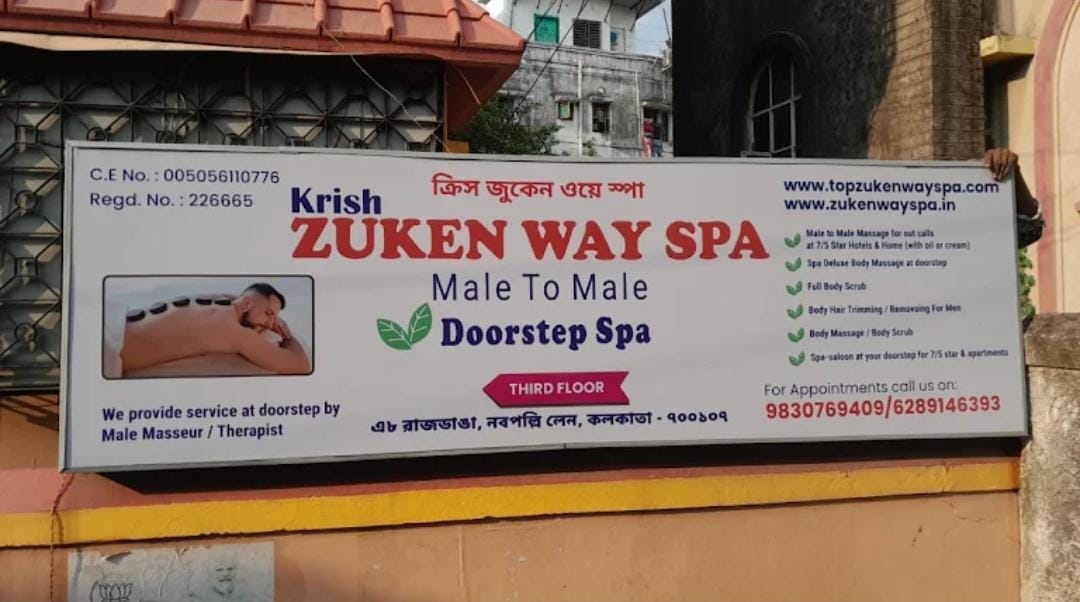 C.E No. : 005056110776
Regd. No. : 226665
ক্রিস জুকেন ওয়ে স্পা
Krish
ZUKEN WAY SPA
Male To Male
Doorstep Spa
THIRD FLOOR
এ৮ রাজডাঙা, নবপল্লি লেন, কলকাতা - ৭০০১০৭
We provide service at doorstep by
Male Masseur / Therapist
www.topzukenwayspa.com
www.zukenwayspa.in
Male to Male Massage for out calls
at 7/5 Star Hotels & Home (with oil or cream)
Spa Deluxe Body Massage at doorstep
Full Body Scrub
Body Hair Trimming / Removoing For Men
Body Massage / Body Scrub
Spa-saloon at your doorstep for 7/5 star & apartments
For Appointments call us on:
9830769409/6289146393